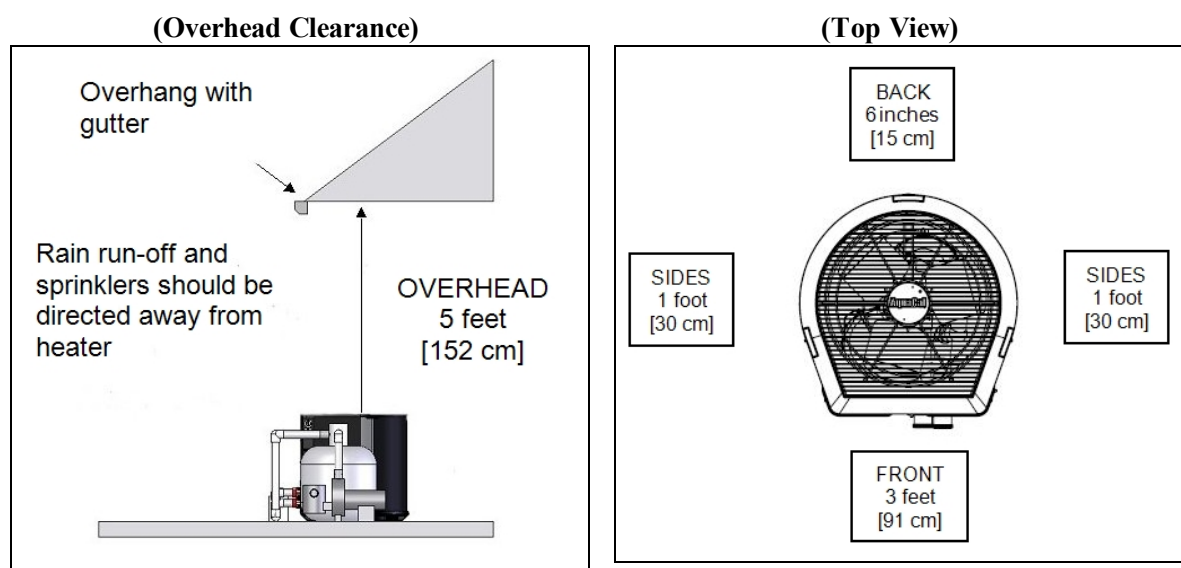 (Overhead Clearance)
Overhang with
gutter
Rain run-off and
sprinklers should be
directed away from
heater
OVERHEAD
5 feet
[152 cm]
(Top View)
BACK
6 inches
[15 cm]
SIDES
1 foot
[30 cm]
AquaCal
SIDES
1 foot
[30 cm]
FRONT
3 feet
[91 cm]